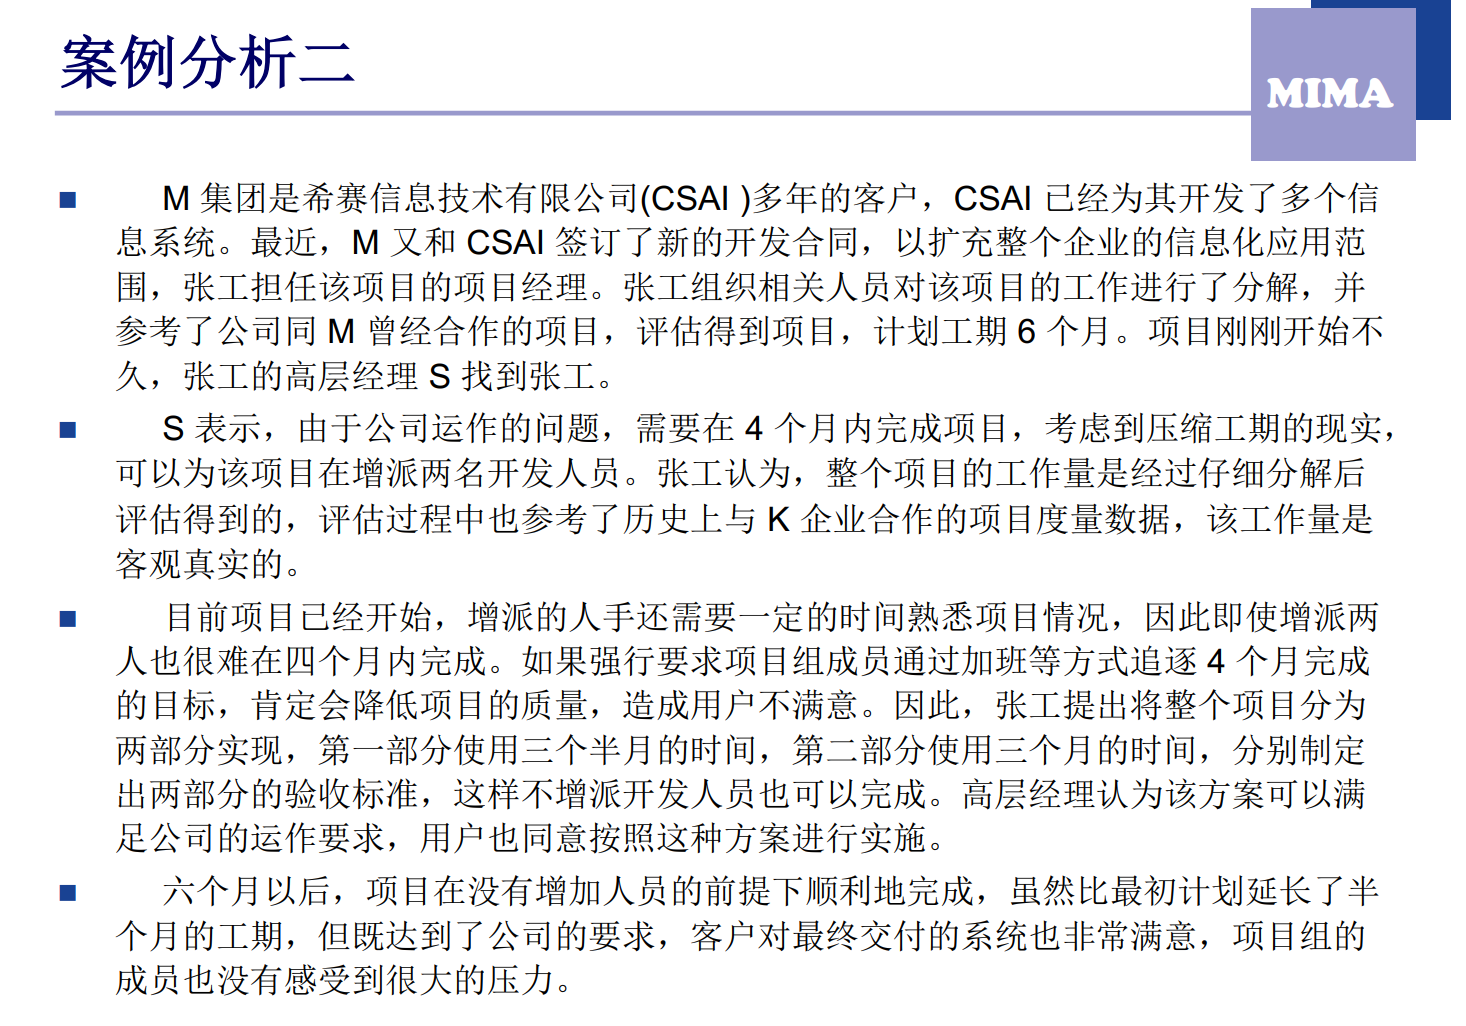 案例分析二
MIMA
M 集团是希赛信息技术有限公司(CSAI )多年的客户，CSAI 已经为其开发了多个信
息系统。最近，M 又和 CSAI 签订了新的开发合同，以扩充整个企业的信息化应用范
围，张工担任该项目的项目经理。张工组织相关人员对该项目的工作进行了分解，并
参考了公司同 M 曾经合作的项目，评估得到项目，计划工期 6 个月。项目刚刚开始不
久，张工的高层经理 S 找到张工。
S 表示，由于公司运作的问题，需要在 4 个月内完成项目，考虑到压缩工期的现实，
可以为该项目在增派两名开发人员。张工认为，整个项目的工作量是经过仔细分解后
评估得到的，评估过程中也参考了历史上与 K 企业合作的项目度量数据，该工作量是
客观真实的。
目前项目已经开始，增派的人手还需要一定的时间熟悉项目情况，因此即使增派两
人也很难在四个月内完成。如果强行要求项目组成员通过加班等方式追逐 4 个月完成
的目标，肯定会降低项目的质量，造成用户不满意。因此，张工提出将整个项目分为
两部分实现，第一部分使用三个半月的时间，第二部分使用三个月的时间，分别制定
出两部分的验收标准，这样不增派开发人员也可以完成。高层经理认为该方案可以满
足公司的运作要求，用户也同意按照这种方案进行实施。
六个月以后，项目在没有增加人员的前提下顺利地完成，虽然比最初计划延长了半
个月的工期，但既达到了公司的要求，客户对最终交付的系统也非常满意，项目组的
成员也没有感受到很大的压力。